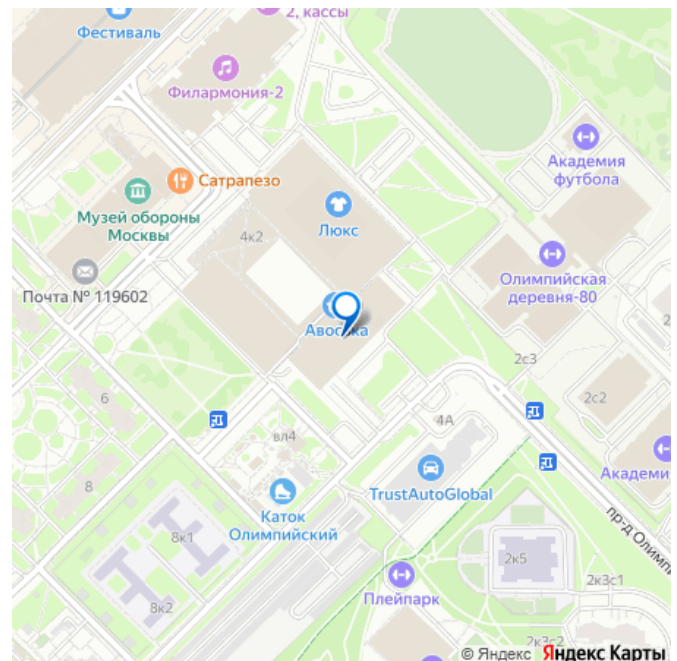 2, кассы
Фестиваль
Филармония-2
Академия
футбола
Сатрапезо
Музей обороны
Москвы
Люкс
4к2
Олимпийская
деревня-80
Почта № 119602
2
2с3
6
2с2
4А
вл4
8
TrustAutoGlobal
Академи
Каток
Олимпийский
8к1
пр-д Олимпи
2к5
2к3с1
Плейпарк
8к2
2к3с2
© Яндекс Яндекс Карты